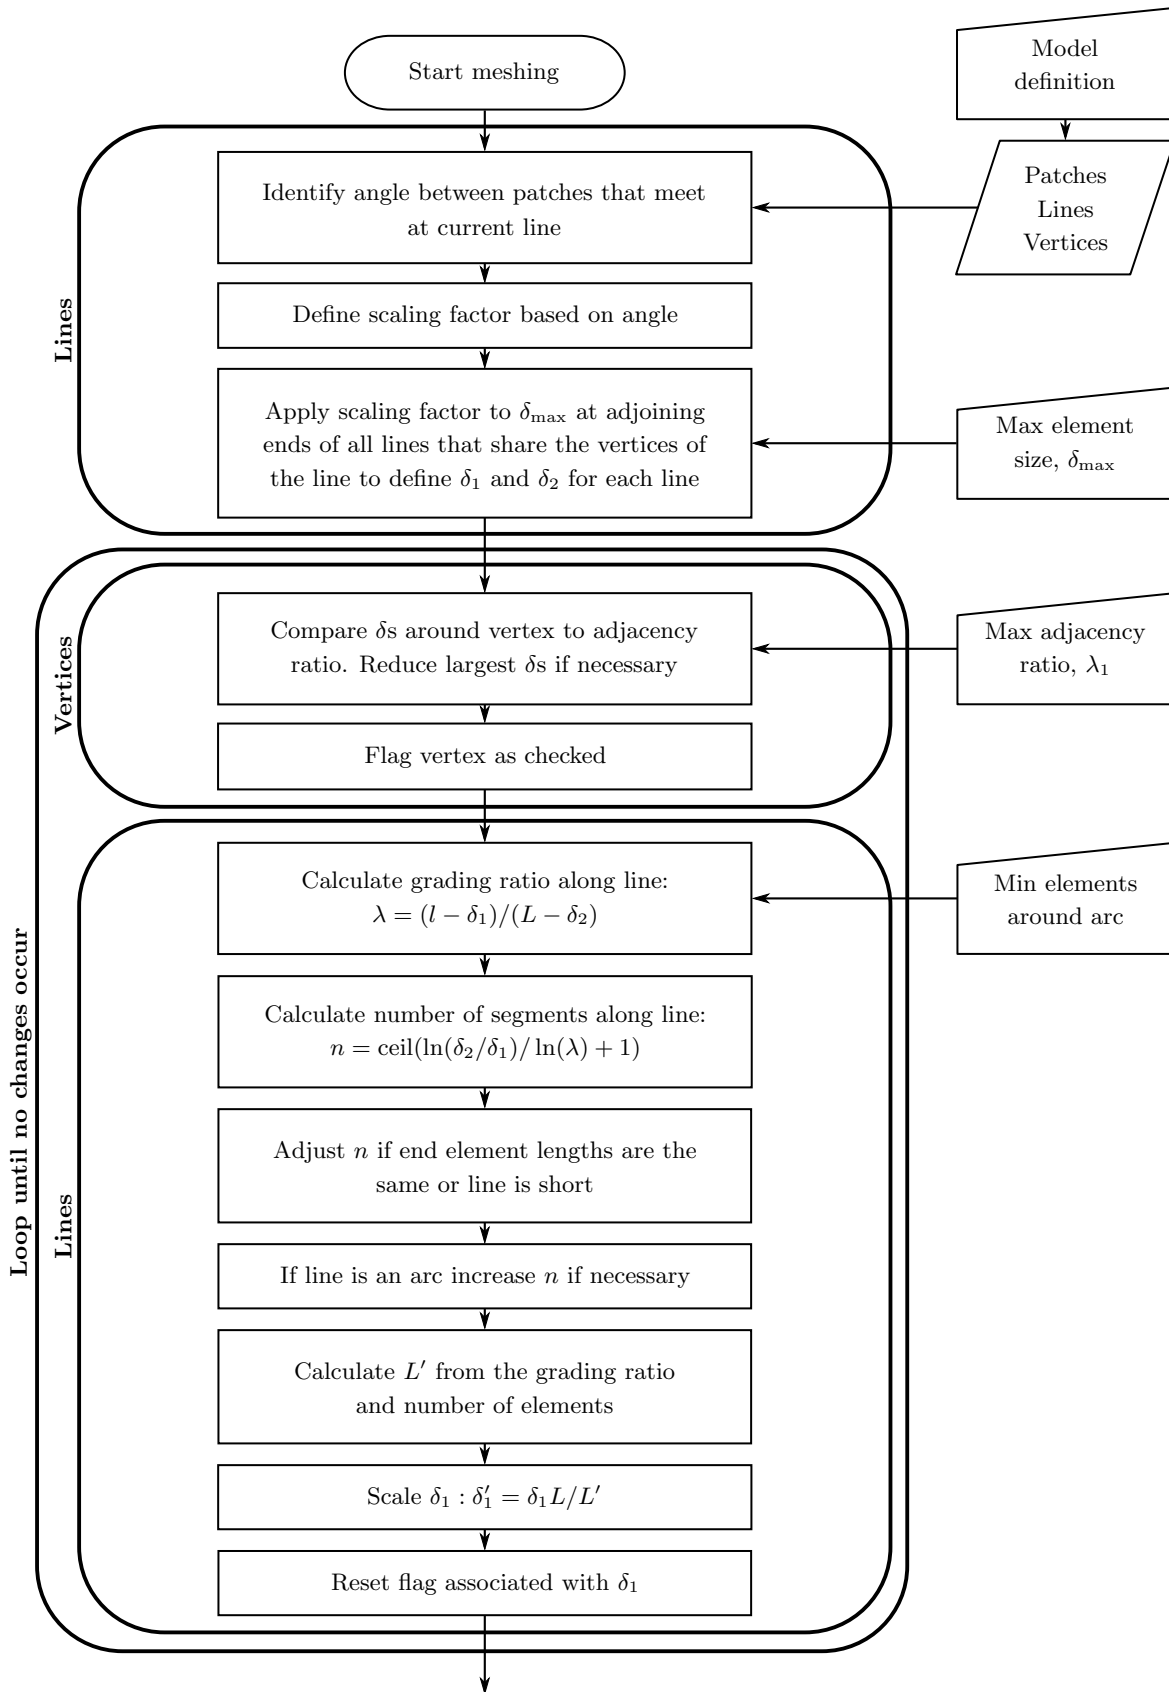 Start meshing
Model
definition
Identify angle between patches that meet
at current line
Patches
Lines
Vertices
Define scaling factor based on angle
Lines
Apply scaling factor to δmax at adjoining
ends of all lines that share the vertices of
the line to define δ1 and δ2 for each line
Max element
size, δmax
Compare δs around vertex to adjacency
ratio. Reduce largest δs if necessary
Max adjacency
ratio, λ1
Vertices
Flag vertex as checked
Calculate grading ratio along line:
λ = (l − δ1)/(L − δ2)
Min elements
around arc
Calculate number of segments along line:
n = ceil(ln(δ2/δ1)/ ln(λ) + 1)
Loop until no changes occur
Adjust n if end element lengths are the
same or line is short
Lines
If line is an arc increase n if necessary
Calculate L′ from the grading ratio
and number of elements
Scale δ1 : δ′1 = δ1L/L′
Reset flag associated with δ1